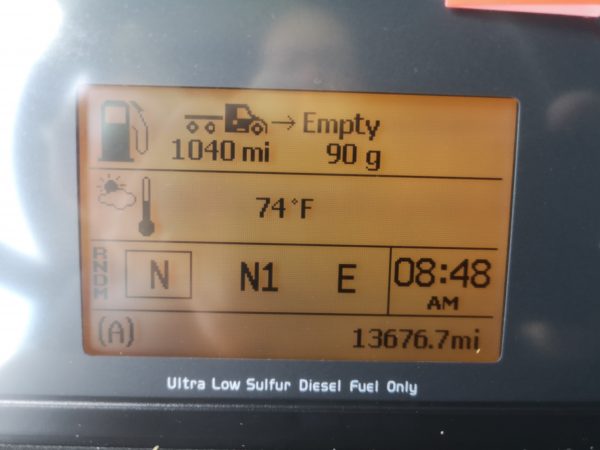 → Empty
1040 mi 90 g
74°F
RNDM N N1 E 08:48
AM
(A) 13676.7mi
Ultra Low Sulfur Diesel Fuel Only